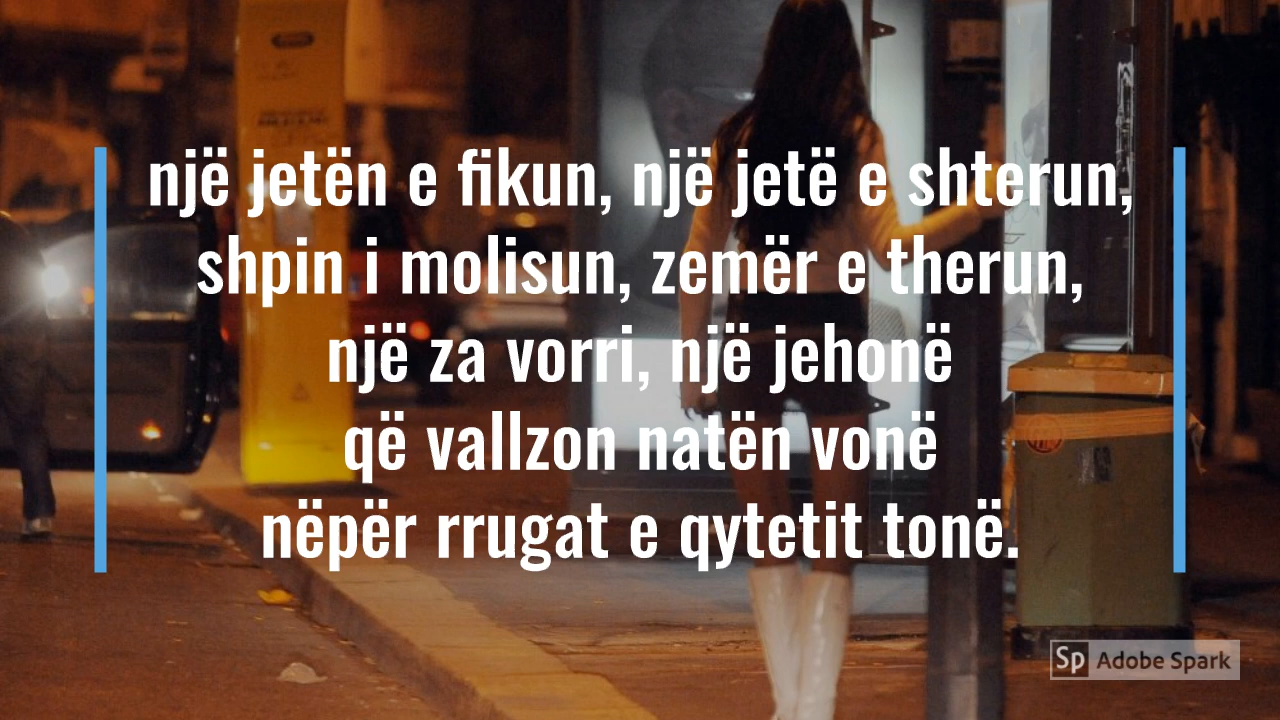 një jetën e fikun, një jetë e shterun,
shpin i molisun, zemër e therun,
një za vorri, një jehonë
që vallzon natën vonë
nëpër rrugat e qytetit tonë.
Sp Adobe Spark